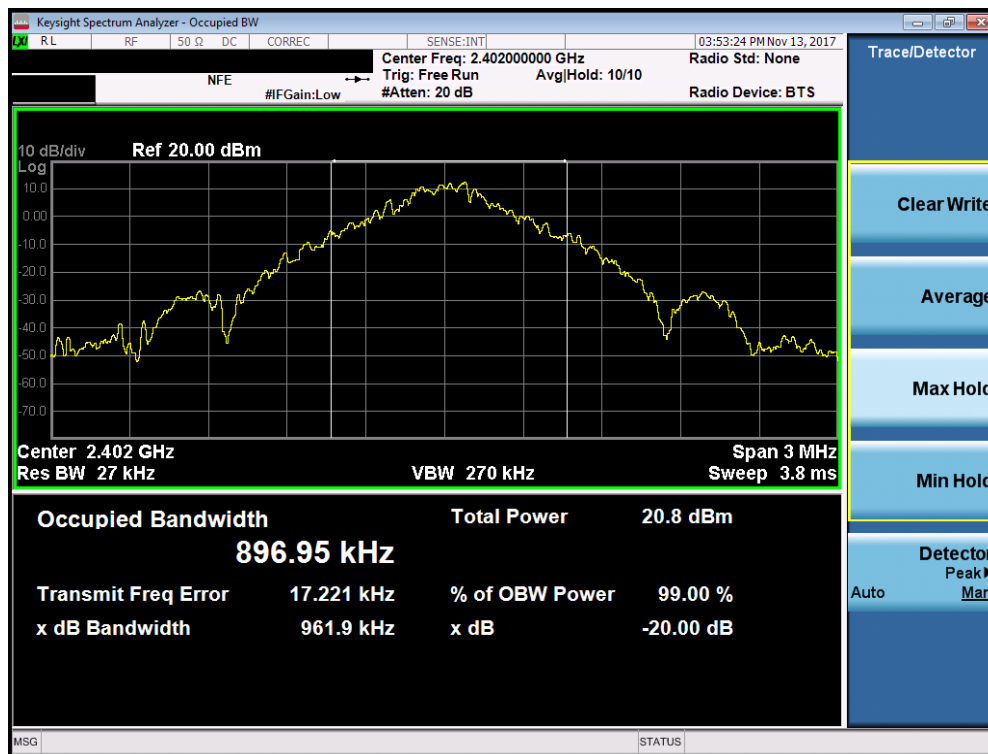 Keysight Spectrum Analyzer - Occupied BW
LXI RL RF 50 Ω DC CORREC SENSE:INT 03:53:24 PM Nov 13, 2017
Center Freq: 2.402000000 GHz Radio Std: None
NFE Trig: Free Run Avg|Hold: 10/10
#IFGain:Low #Atten: 20 dB Radio Device: BTS
Trace/Detector
10 dB/div Ref 20.00 dBm
Log
10.0
0.00
-10.0
-20.0
-30.0
-40.0
-50.0
-60.0
-70.0
Center 2.402 GHz Span 3 MHz
Res BW 27 kHz VBW 270 kHz Sweep 3.8 ms
Occupied Bandwidth Total Power 20.8 dBm
896.95 kHz
Transmit Freq Error 17.221 kHz % of OBW Power 99.00 %
x dB Bandwidth 961.9 kHz x dB -20.00 dB
Clear Write
Average
Max Hold
Min Hold
Detector
Peak
Auto Man
MSG STATUS